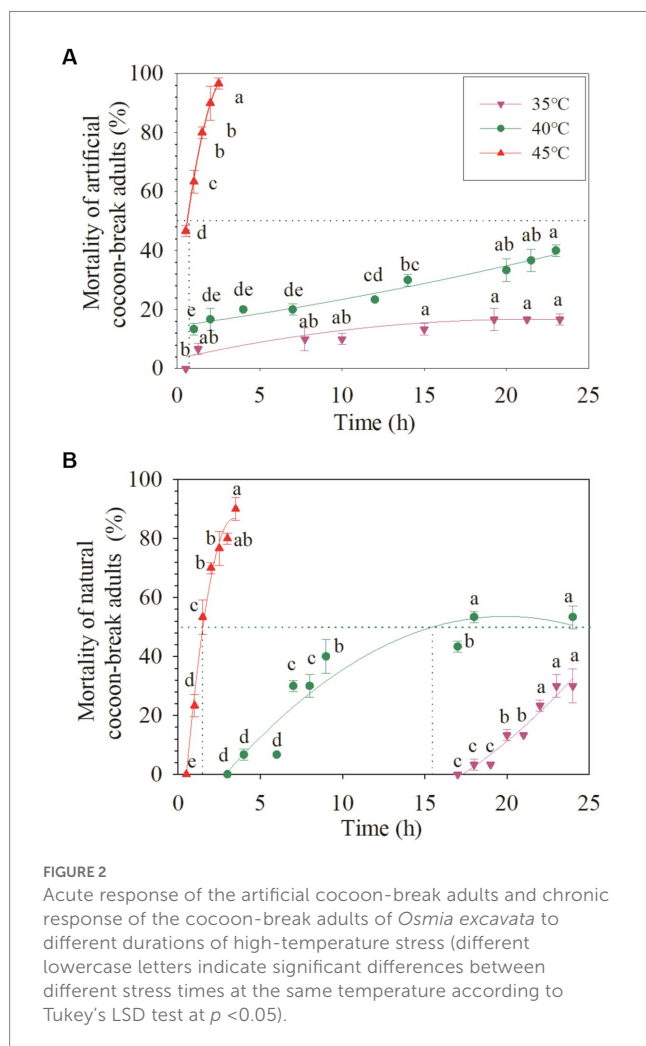 A
Mortality of artificial
cocoon-break adults (%)
100
80
60
40
20
0
35°C
40°C
45°C
a
b
b
c
d
e
de
de
de
cd
bc
ab
ab
a
b
ab
ab
ab
a
a
a
a
0
5
10
15
20
25
Time (h)
B
Mortality of natural
cocoon-break adults (%)
100
80
60
40
20
0
a
ab
b
b
c
d
e
d
d
d
c
c
b
b
a
a
c
c
c
b
b
a
a
a
0
5
10
15
20
25
Time (h)
FIGURE 2
Acute response of the artificial cocoon-break adults and chronic
response of the cocoon-break adults of Osmia excavata to
different durations of high-temperature stress (different
lowercase letters indicate significant differences between
different stress times at the same temperature according to
Tukey's LSD test at p <0.05).